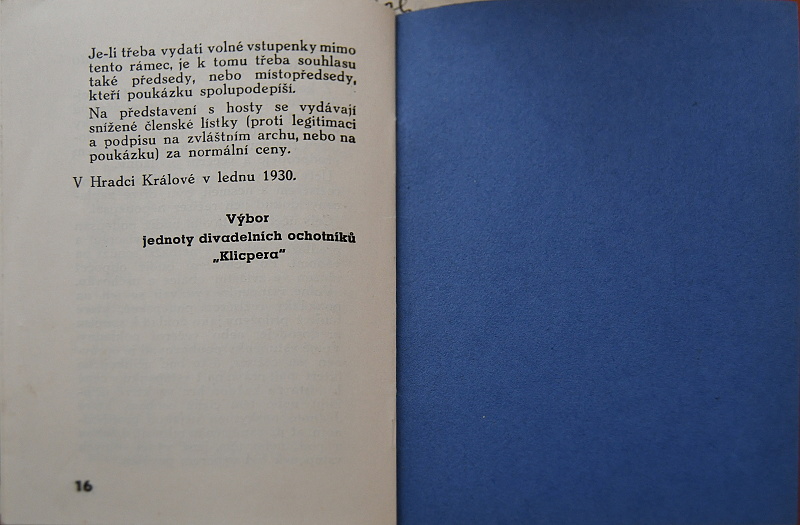 Je-li třeba vydati volné vstupenky mimo
tento rámec, je k tomu třeba souhlasu
také předsedy, nebo mistopředsedy,
kteří poukázku spolupodepíší.
Na představení s hosty se vydávají
snížené členské lístky (proti legitimaci
a podpisu na zvláštním archu, nebo na
poukázku) za normální ceny.
V Hradci Králové v lednu 1930.
Výbor
jednoty divadelních ochotníků
„Klicpera“
16